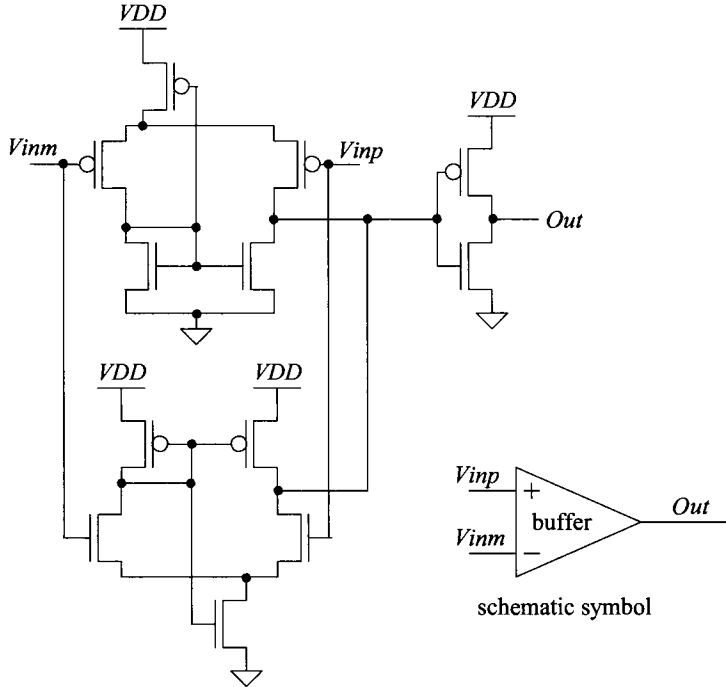 VDD
VDD
Vinm
Vinp
Out
VDD
VDD
Vinp
+
buffer
Out
Vinm
−
schematic symbol